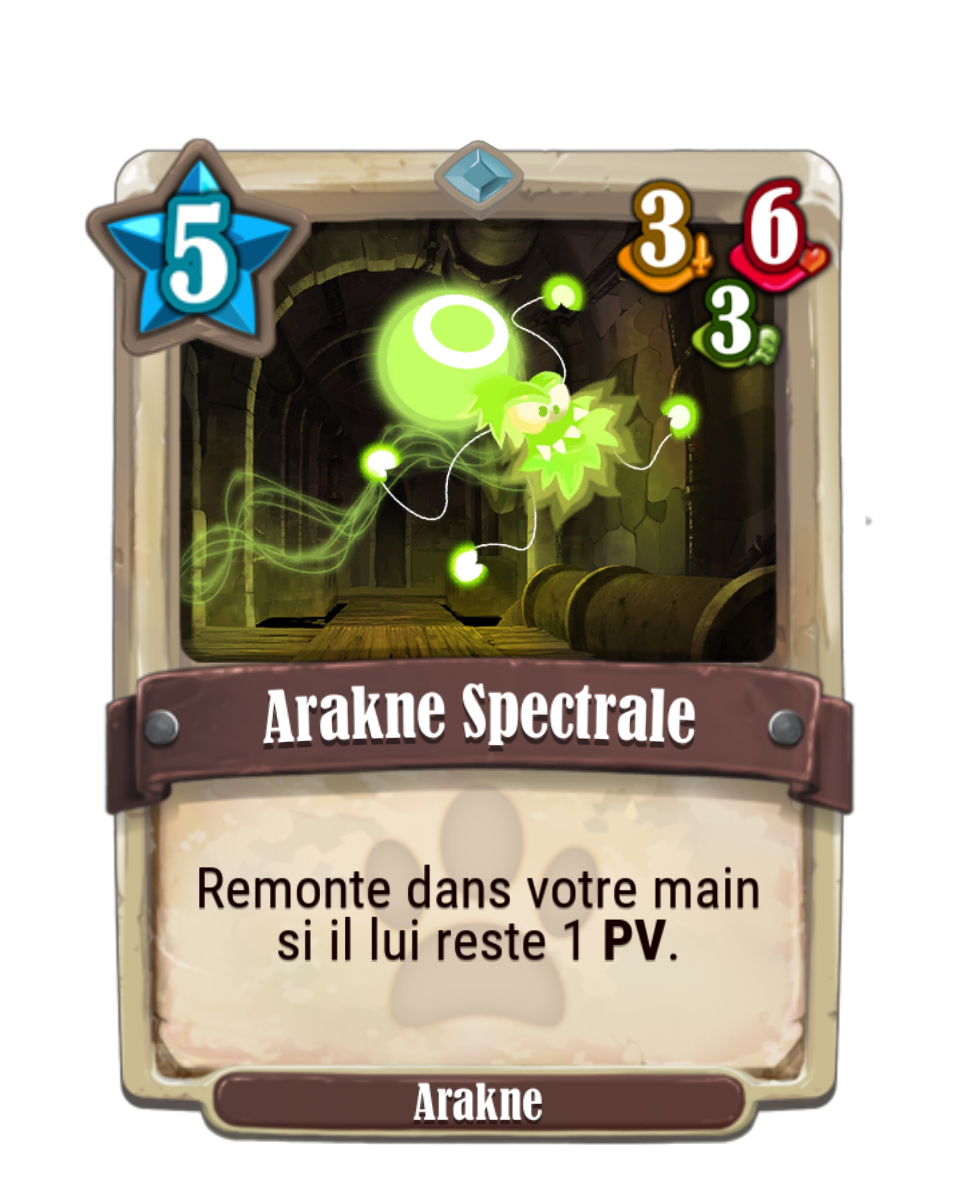 5
3
6
3
Arakne Spectrale
Remonte dans votre main
si il lui reste 1 PV.
Arakne